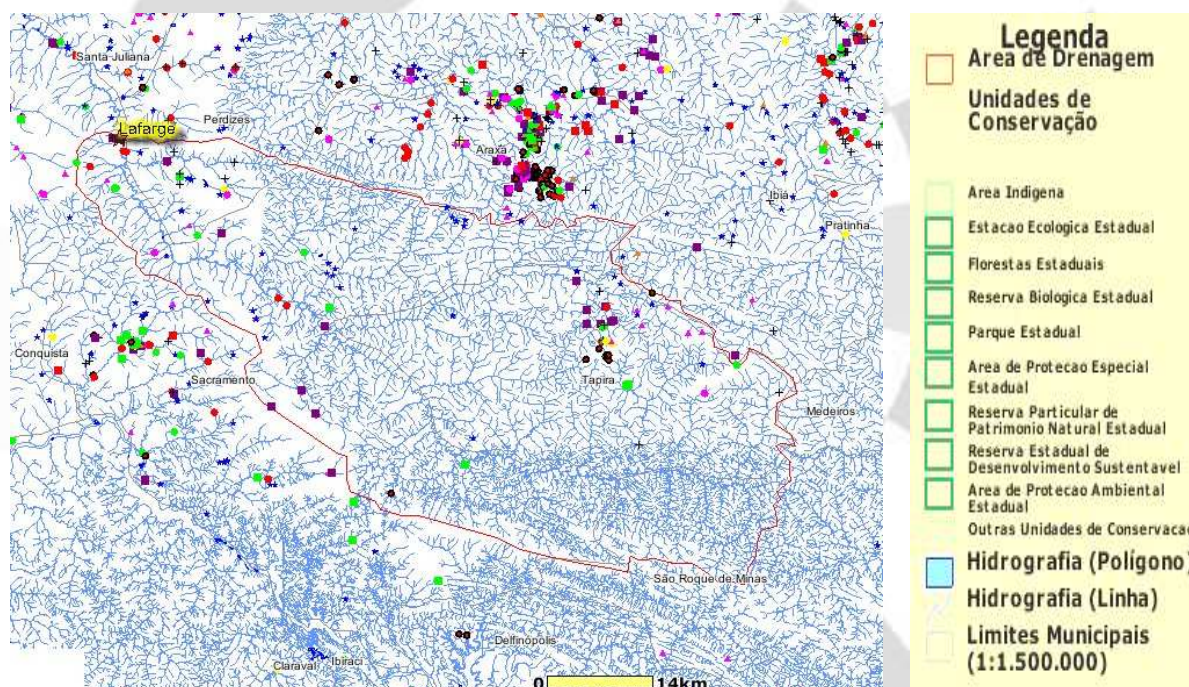 Santa Juliana
Lafarge
Perdizes
Araxá
Ibiá
Pratinha
Conquista
Sacramento
Tapira
Medeiros
São Roque de Minas
Delfinópolis
Claraval
Ibiraci
0 14km
Legenda
Area de Drenagem
Unidades de
Conservação
Area Indigena
Estacao Ecologica Estadual
Florestas Estaduais
Reserva Biologica Estadual
Parque Estadual
Area de Protecao Especial
Estadual
Reserva Particular de
Patrimonio Natural Estadual
Reserva Estadual de
Desenvolvimento Sustentavel
Area de Protecao Ambiental
Estadual
Outras Unidades de Conservacao
Hidrografia (Polígono)
Hidrografia (Linha)
Limites Municipais
(1:1.500.000)